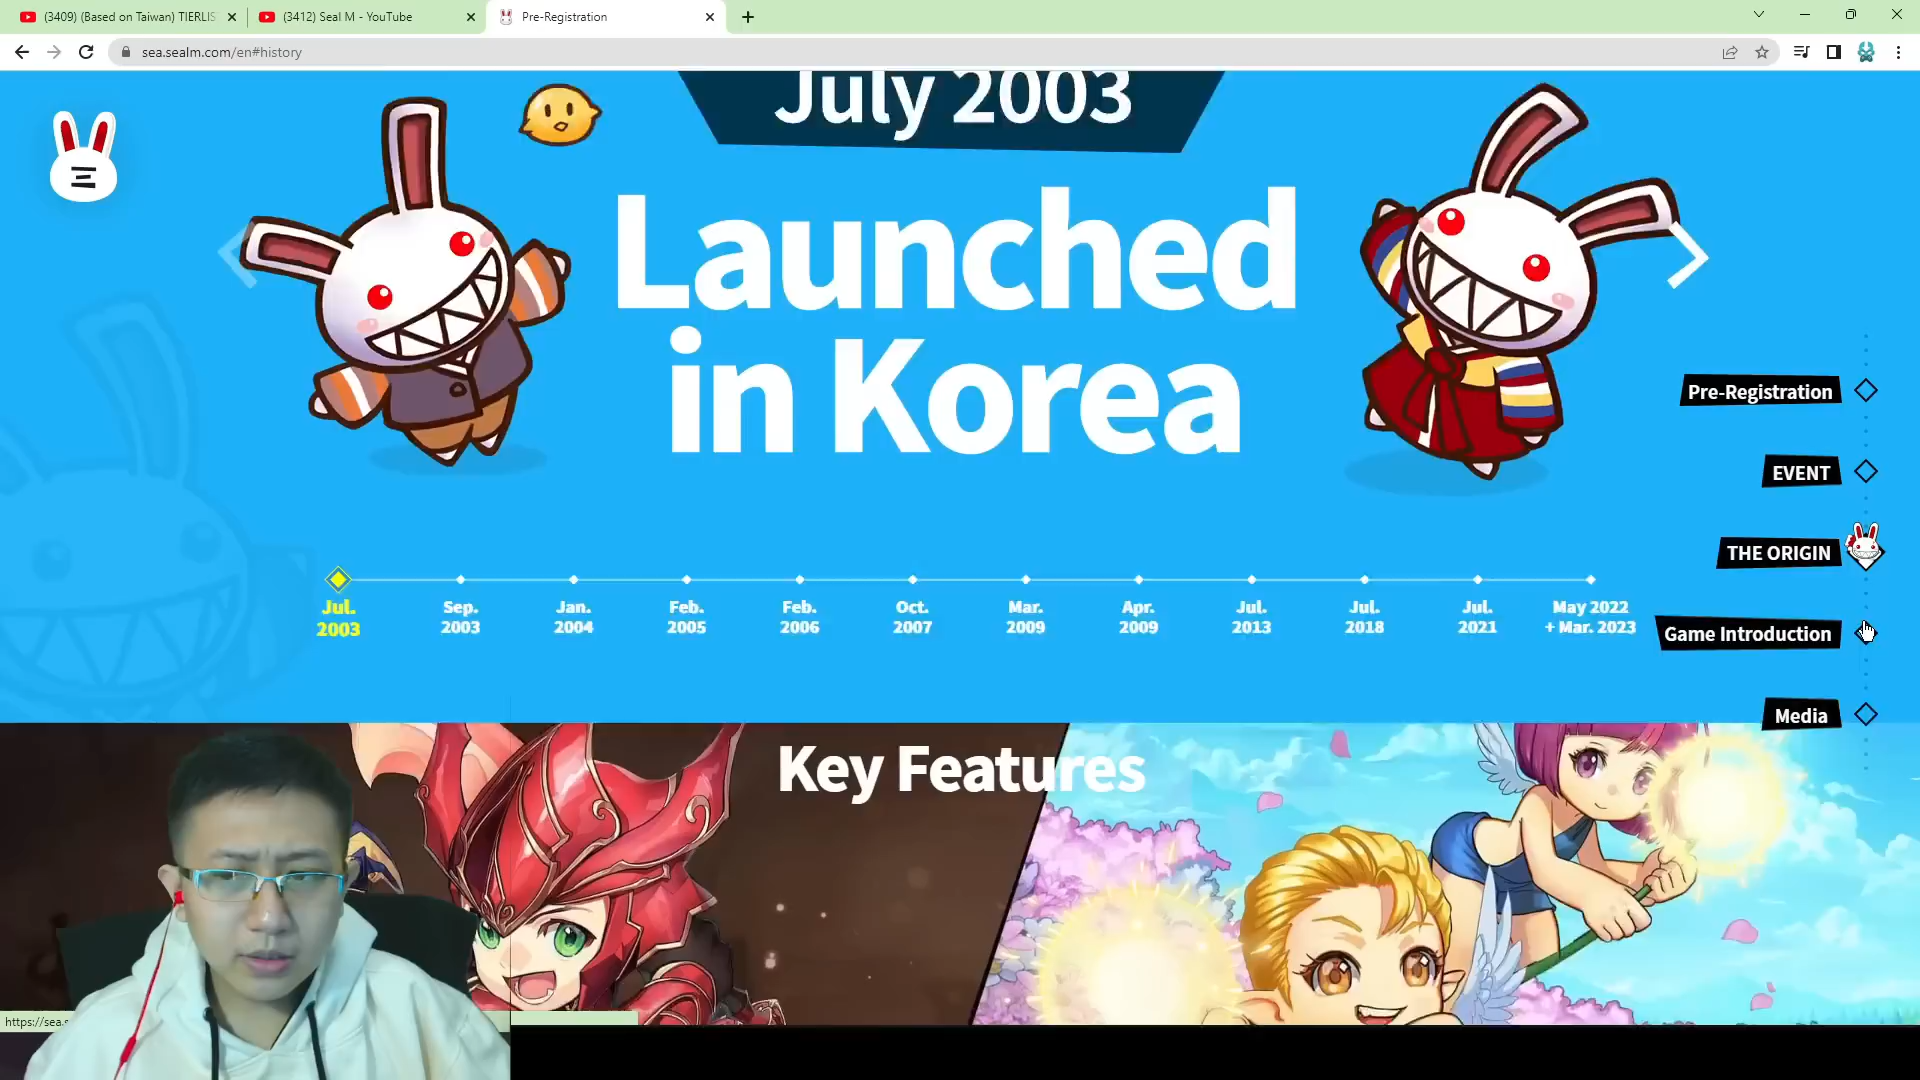 (3409) (Based on Taiwan) TIERLIS
(3412) Seal M - YouTube
Pre-Registration
sea.sealm.com/en#history
July 2003
Launched
in Korea
Pre-Registration
EVENT
THE ORIGIN
Game Introduction
Media
Jul.
2003
Sep.
2003
Jan.
2004
Feb.
2005
Feb.
2006
Oct.
2007
Mar.
2009
Apr.
2009
Jul.
2013
Jul.
2018
Jul.
2021
May 2022
+ Mar. 2023
Key Features
https://sea.s